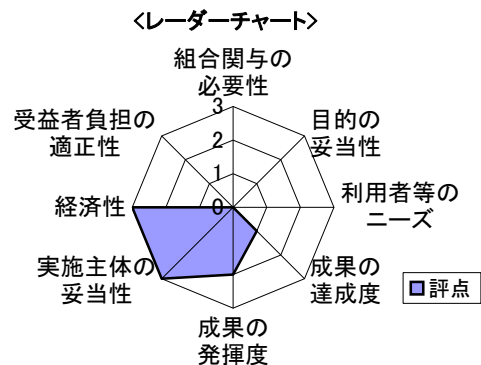 <レーダーチャート>
組合関与の
必要性
目的の
妥当性
利用者等の
ニーズ
成果の
達成度
成果の
発揮度
実施主体の
妥当性
経済性
受益者負担の
適正性
3
2
1
0
評点